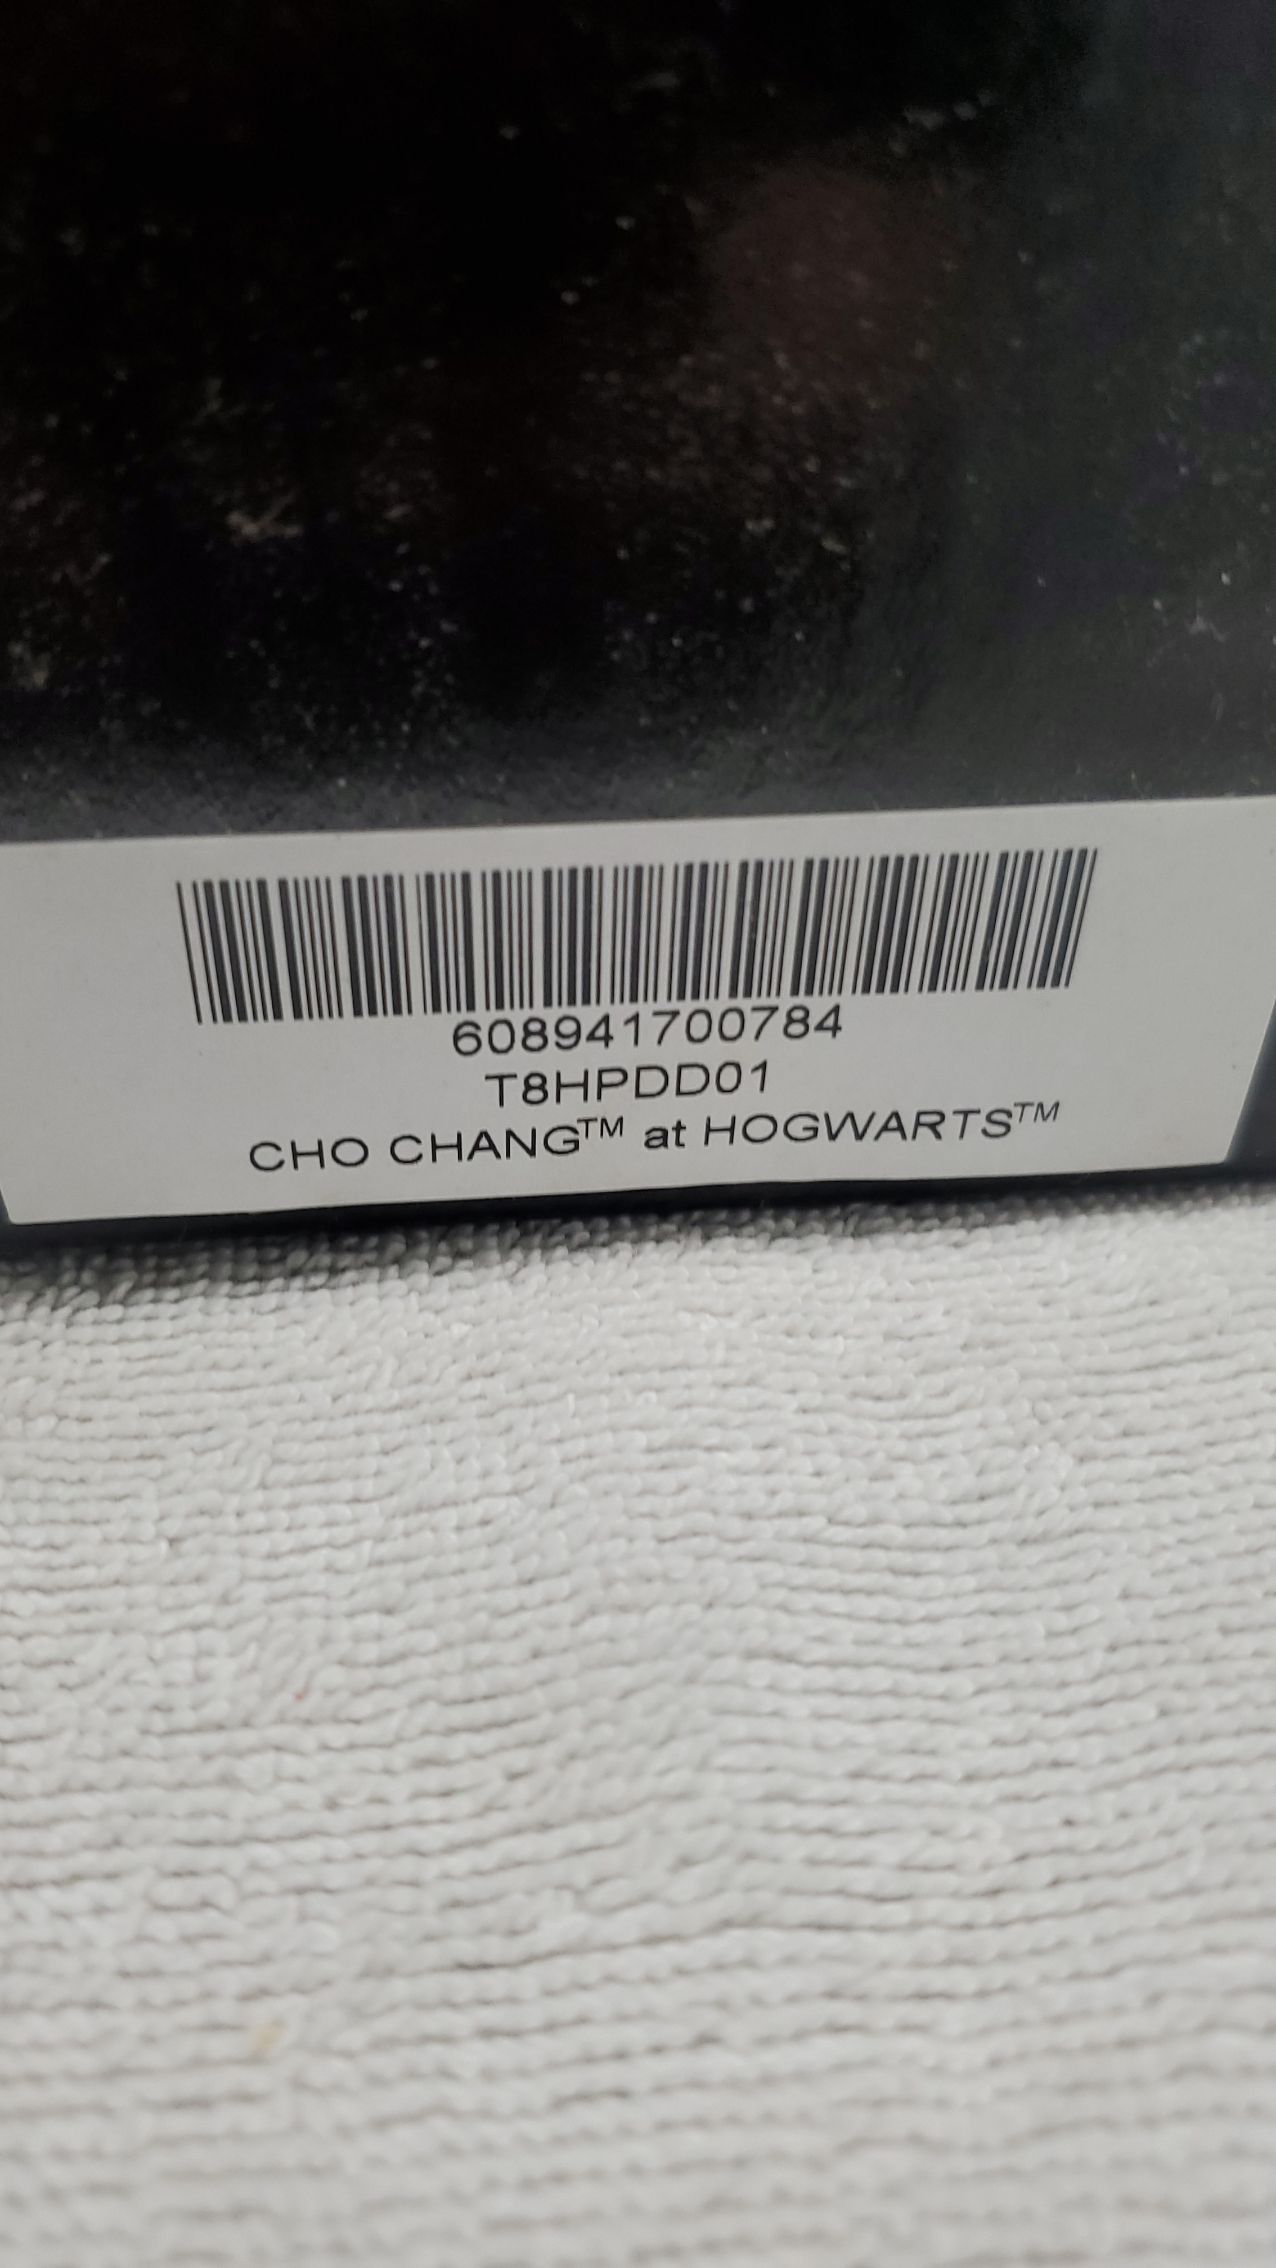 608941700784
T8HPDD01
CHO CHANG™ at HOGWARTS™